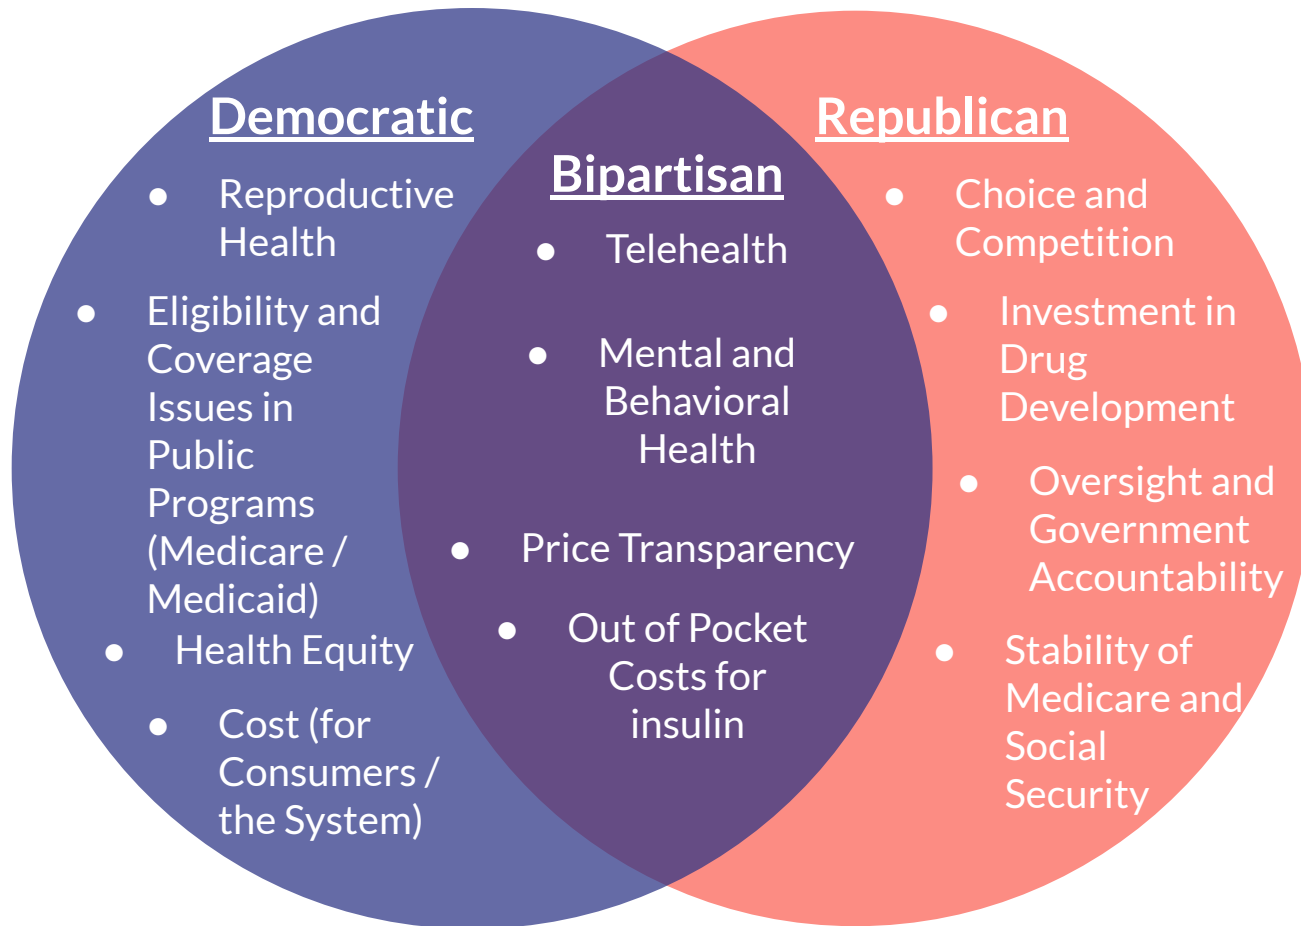 Democratic
● Reproductive
Health
● Eligibility and
Coverage
Issues in
Public
Programs
(Medicare /
Medicaid)
● Health Equity
● Cost (for
Consumers /
the System)
Bipartisan
● Telehealth
● Mental and
Behavioral
Health
● Price Transparency
● Out of Pocket
Costs for
insulin
Republican
● Choice and
Competition
● Investment in
Drug
Development
● Oversight and
Government
Accountability
● Stability of
Medicare and
Social
Security